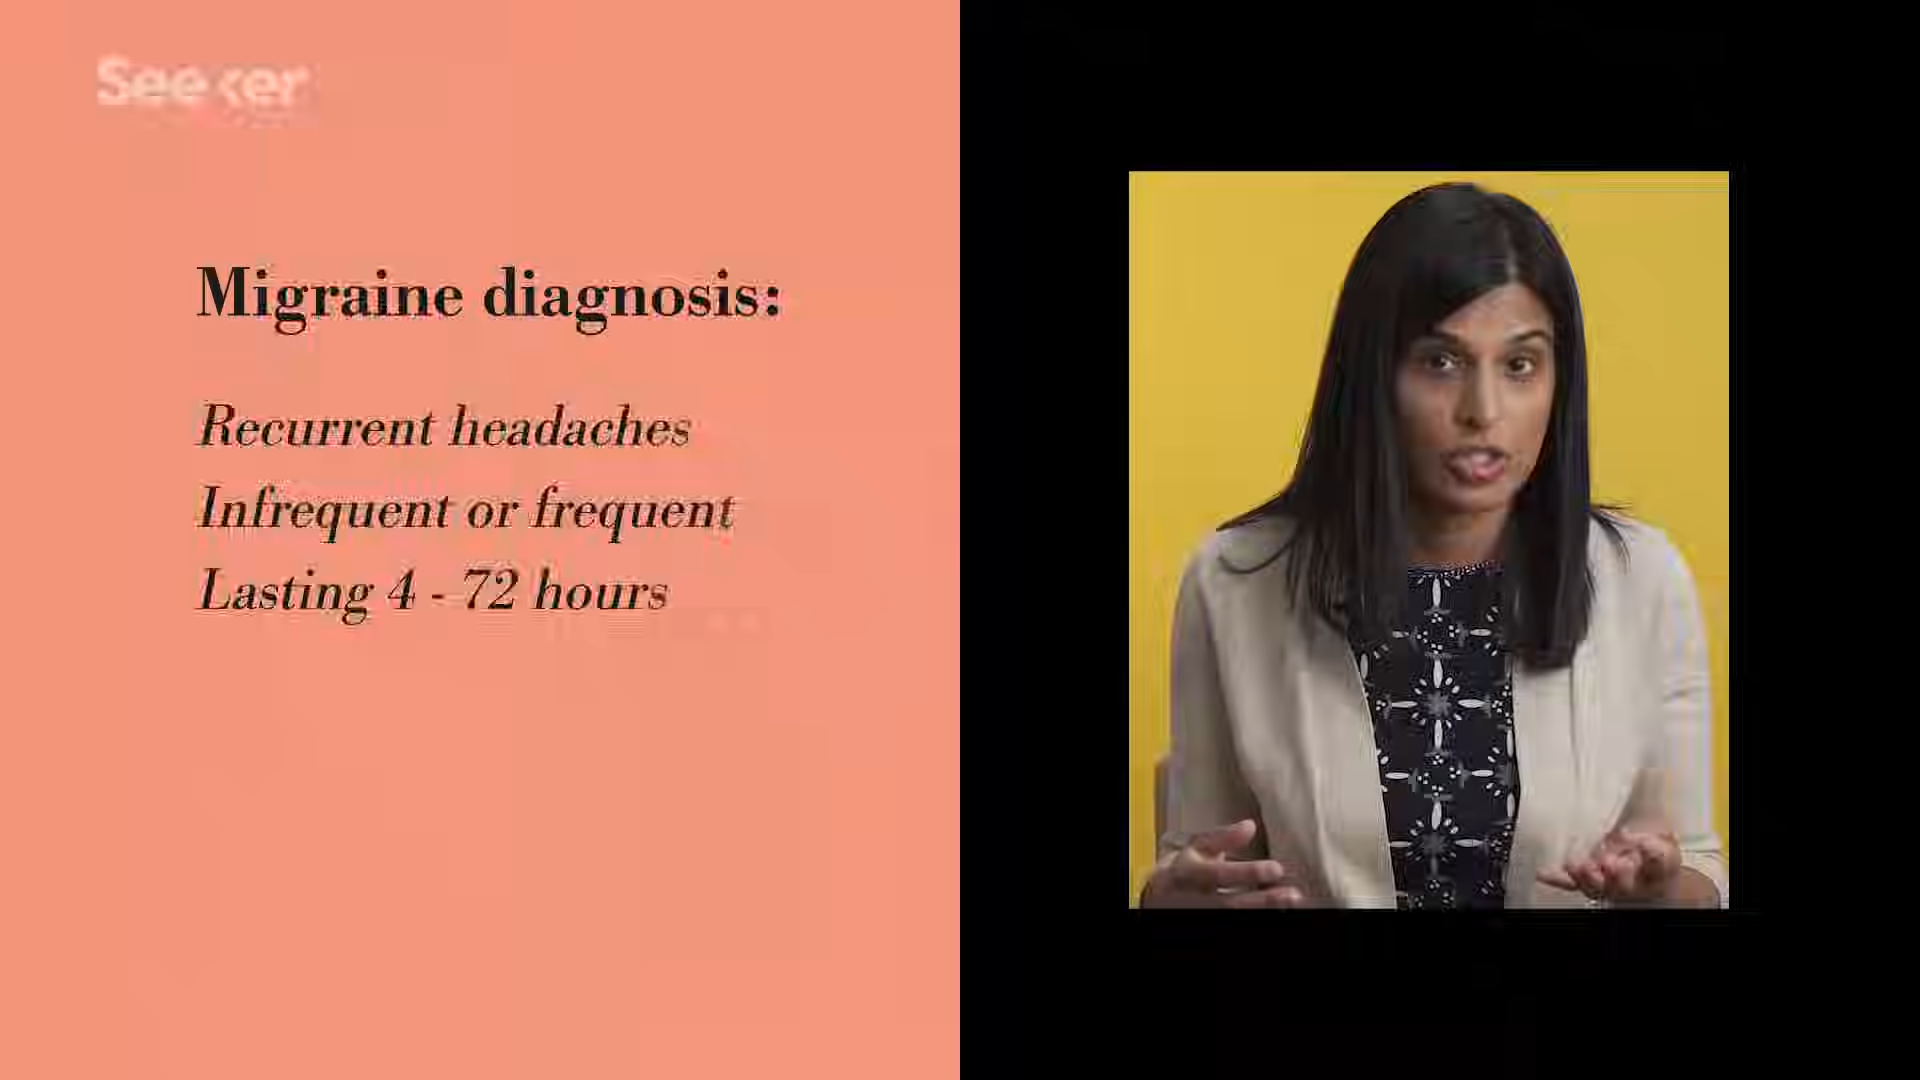 Seeker
Migraine diagnosis:
Recurrent headaches
Infrequent or frequent
Lasting 4 - 72 hours